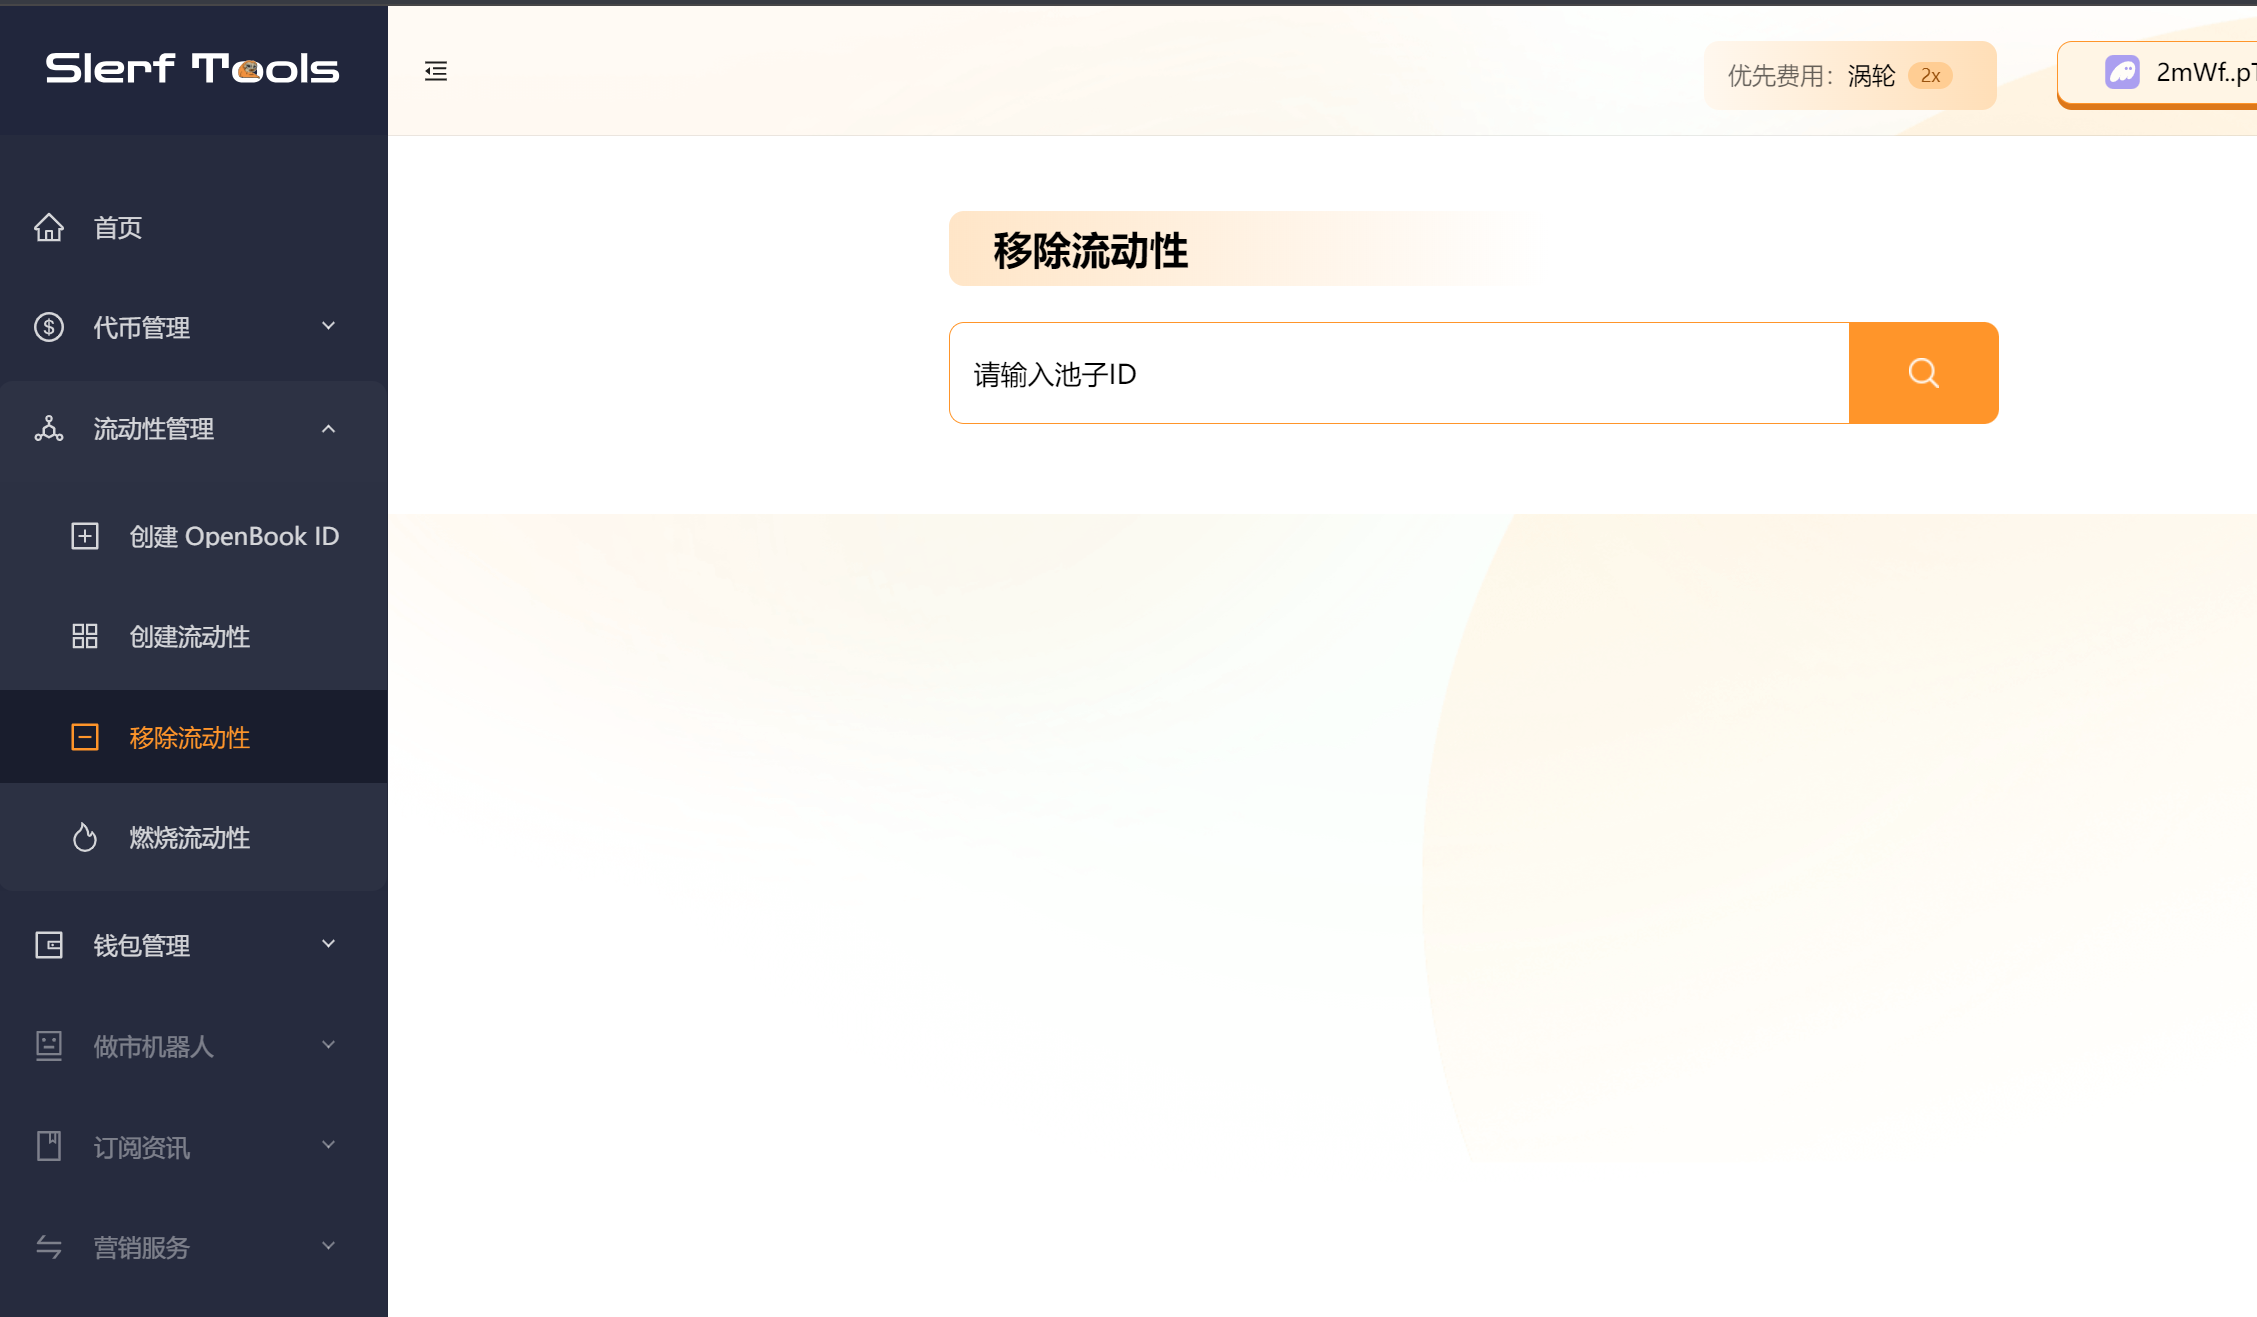 Slerf Tools
优先费用：涡轮 2x
2mWf..pT
首页
代币管理
流动性管理
创建 OpenBook ID
创建流动性
移除流动性
燃烧流动性
钱包管理
做市机器人
订阅资讯
营销服务
移除流动性
请输入池子ID